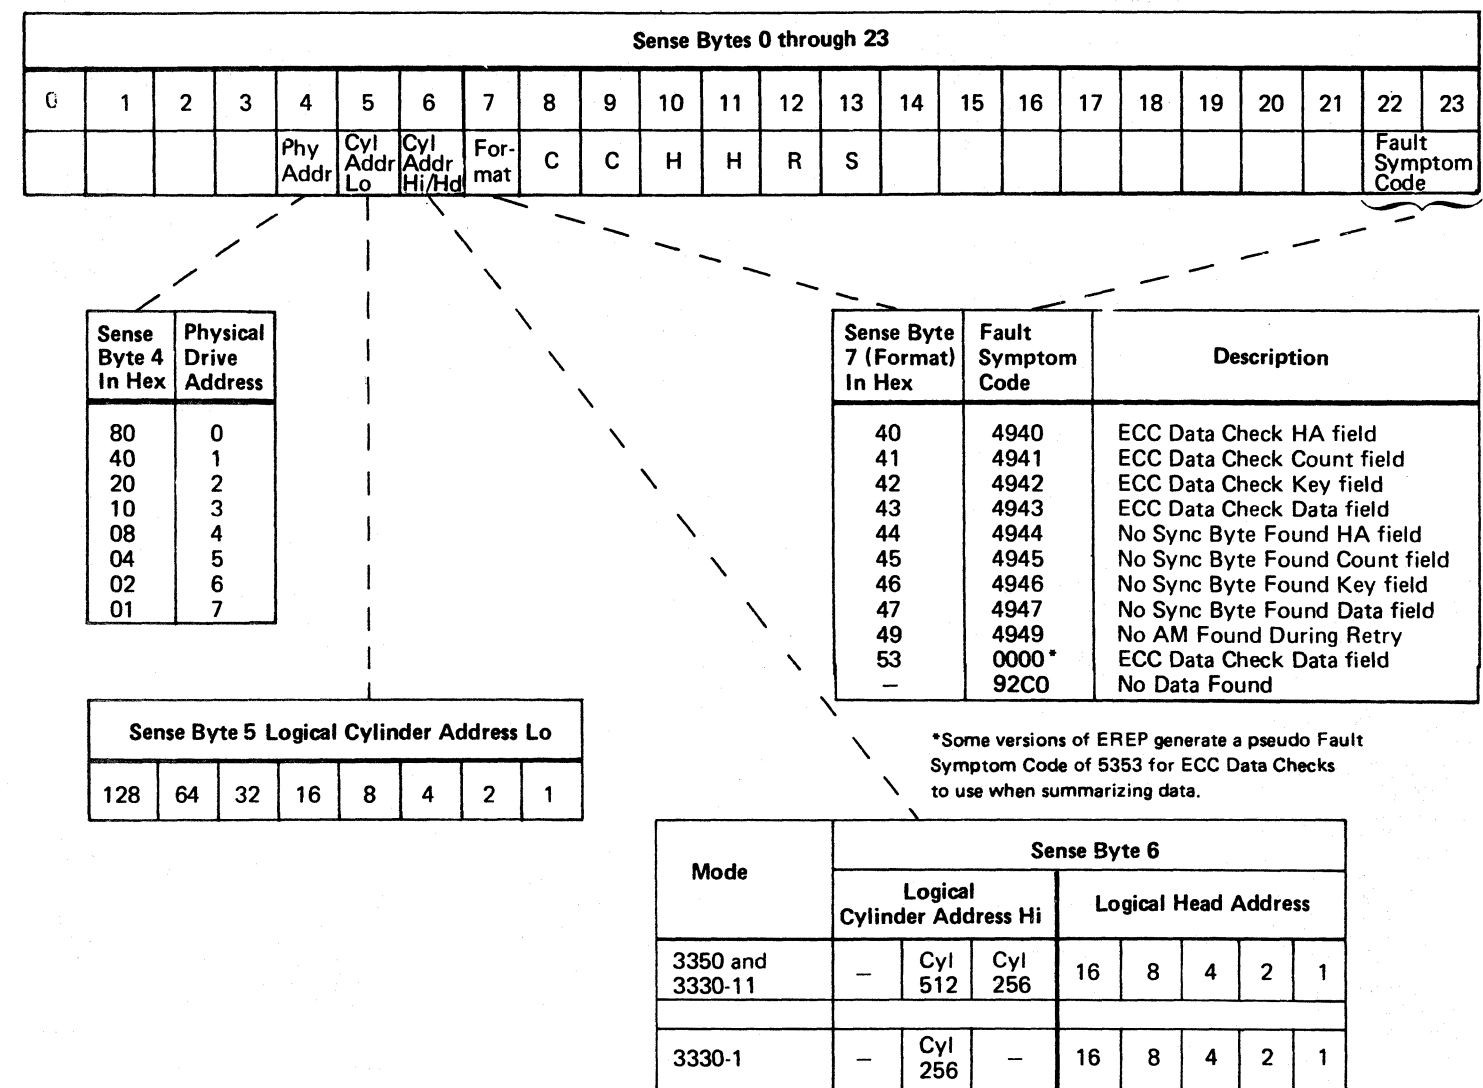 Sense Bytes 0 through 23
0 1 2 3 4 5 6 7 8 9 10 11 12 13 14 15 16 17 18 19 20 21 22 23
Phy Addr
Cyl Addr Lo
Cyl Addr Hi/Hd
For-mat
C C H H R S
Fault Symptom Code
Sense Byte 4 In Hex
Physical Drive Address
80 0
40 1
20 2
10 3
08 4
04 5
02 6
01 7
Sense Byte 7 (Format) In Hex
Fault Symptom Code
Description
40 4940 ECC Data Check HA field
41 4941 ECC Data Check Count field
42 4942 ECC Data Check Key field
43 4943 ECC Data Check Data field
44 4944 No Sync Byte Found HA field
45 4945 No Sync Byte Found Count field
46 4946 No Sync Byte Found Key field
47 4947 No Sync Byte Found Data field
49 4949 No AM Found During Retry
53 0000* ECC Data Check Data field
— 92C0 No Data Found
Sense Byte 5 Logical Cylinder Address Lo
128 64 32 16 8 4 2 1
*Some versions of EREP generate a pseudo Fault
Symptom Code of 5353 for ECC Data Checks
to use when summarizing data.
Mode
Sense Byte 6
Logical
Cylinder Address Hi
Logical Head Address
3350 and 3330-11 — Cyl 512 Cyl 256 16 8 4 2 1
3330-1 — Cyl 256 — 16 8 4 2 1